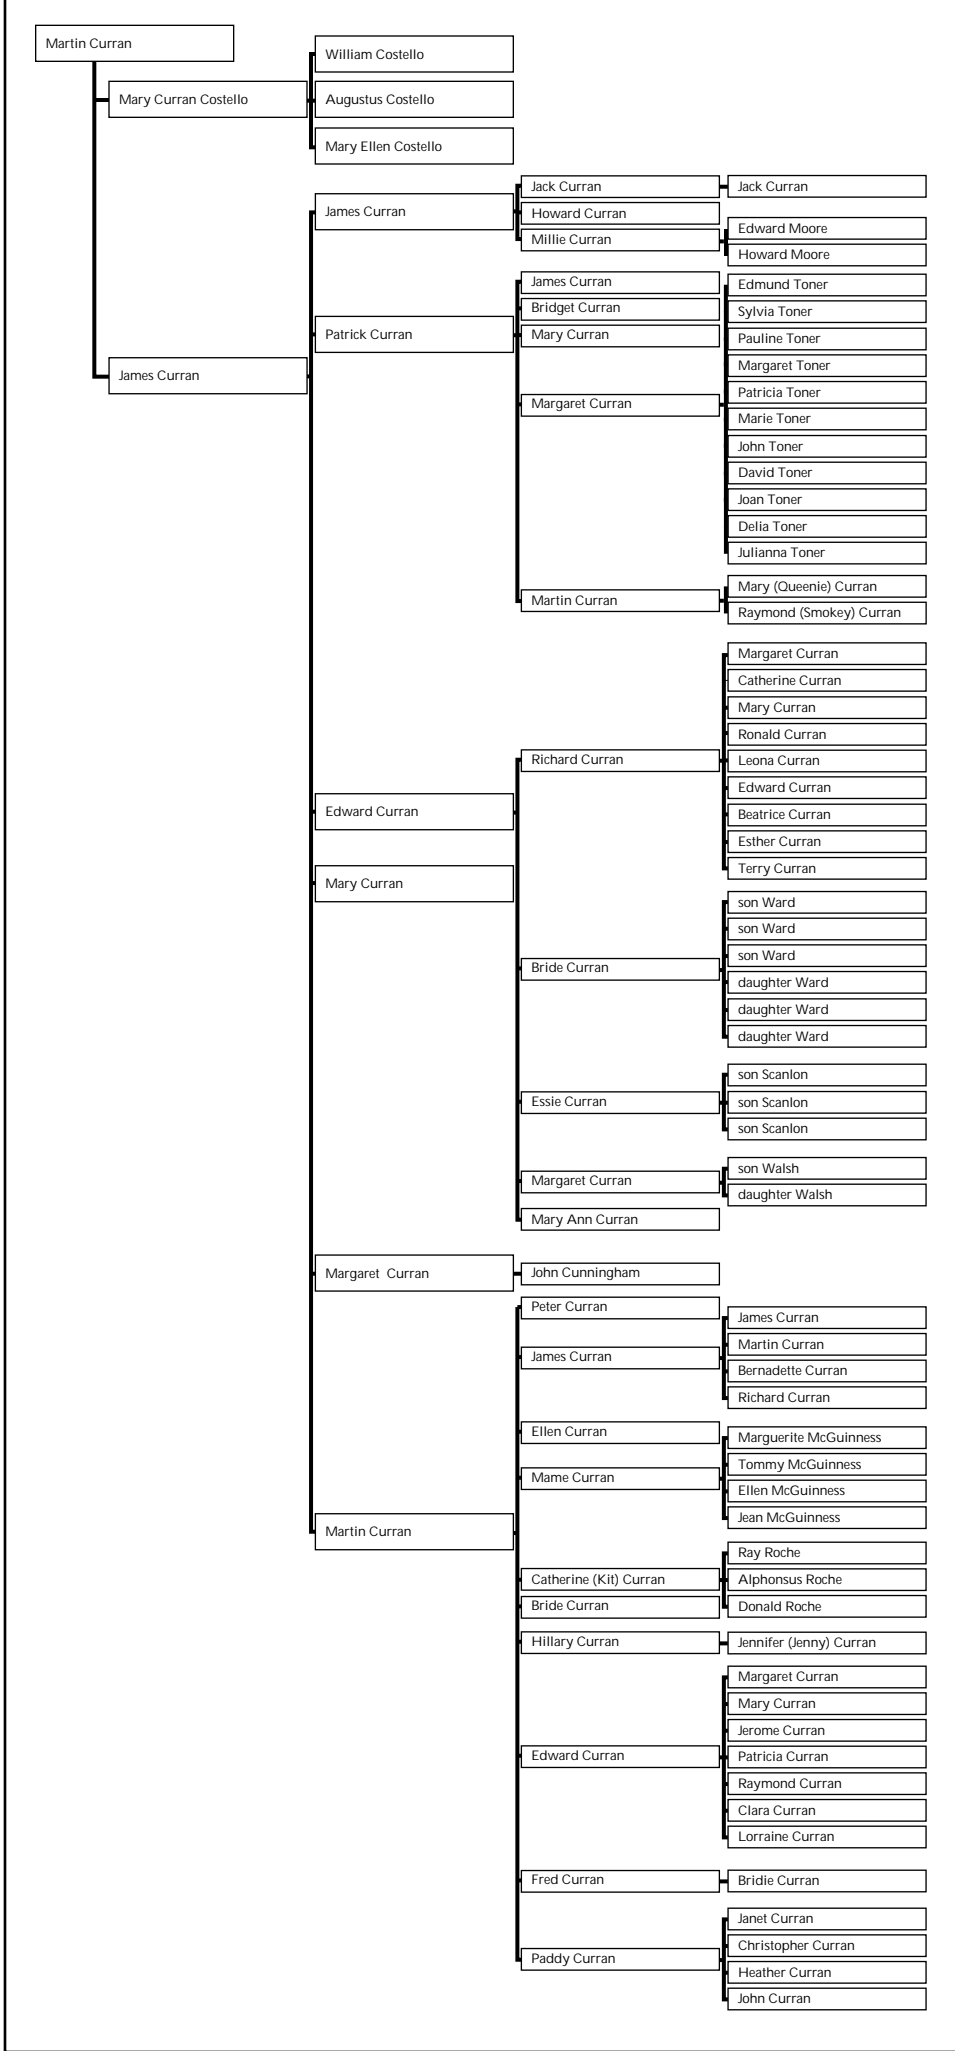 Martin Curran
William Costello
Mary Curran Costello
Augustus Costello
Mary Ellen Costello
James Curran
Jack Curran
Jack Curran
Howard Curran
Millie Curran
Edward Moore
Howard Moore
James Curran
Patrick Curran
James Curran
Bridget Curran
Mary Curran
Margaret Curran
Edmund Toner
Sylvia Toner
Pauline Toner
Margaret Toner
Patricia Toner
Marie Toner
John Toner
David Toner
Joan Toner
Delia Toner
Julianna Toner
Martin Curran
Mary (Queenie) Curran
Raymond (Smokey) Curran
Edward Curran
Mary Curran
Richard Curran
Margaret Curran
Catherine Curran
Mary Curran
Ronald Curran
Leona Curran
Edward Curran
Beatrice Curran
Esther Curran
Terry Curran
Bride Curran
son Ward
son Ward
son Ward
daughter Ward
daughter Ward
daughter Ward
Essie Curran
son Scanlon
son Scanlon
son Scanlon
Margaret Curran
son Walsh
daughter Walsh
Mary Ann Curran
Margaret  Curran
John Cunningham
Martin Curran
Peter Curran
James Curran
James Curran
Martin Curran
Bernadette Curran
Richard Curran
Ellen Curran
Mame Curran
Marguerite McGuinness
Tommy McGuinness
Ellen McGuinness
Jean McGuinness
Catherine (Kit) Curran
Ray Roche
Alphonsus Roche
Donald Roche
Bride Curran
Hillary Curran
Jennifer (Jenny) Curran
Edward Curran
Margaret Curran
Mary Curran
Jerome Curran
Patricia Curran
Raymond Curran
Clara Curran
Lorraine Curran
Fred Curran
Bridie Curran
Paddy Curran
Janet Curran
Christopher Curran
Heather Curran
John Curran